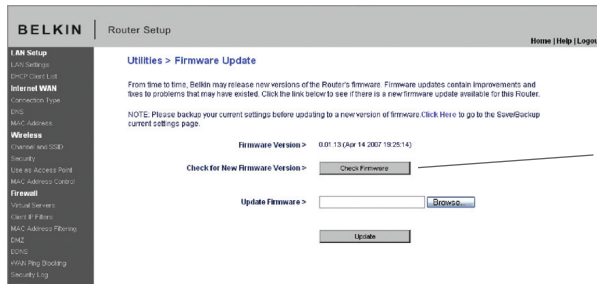 BELKIN
Router Setup
Home | Help | Logou
LAN Setup
LAN Settings
DHCP Client List
Internet WAN
Connection Type
DNS
MAC Address
Wireless
Channel and SSID
Security
Use as Access Point
MAC Address Control
Firewall
Virtual Servers
Client IP Filters
MAC Address Filtering
DMZ
DDNS
WAN Ping Blocking
Security Log
Utilities > Firmware Update
From time to time, Belkin may release new versions of the Router's firmware. Firmware updates contain improvements and
fixes to problems that may have existed. Click the link below to see if there is a new firmware update available for this Router.
NOTE: Please backup your current settings before updating to a new version of firmware.Click Here to go to the Save/Backup
current settings page.
Firmware Version > 0.01.13 (Apr 14 2007 19:25:14)
Check for New Firmware Version > Check Firmware
Update Firmware > Browse...
Update